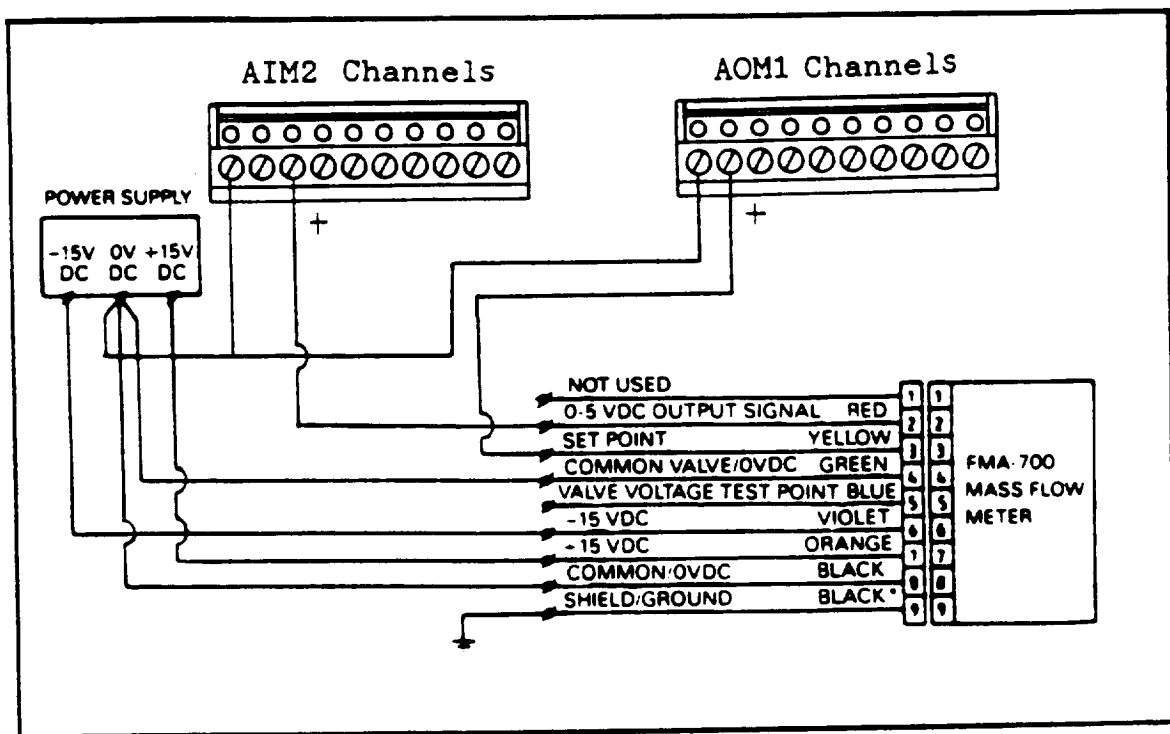 AIM2 Channels
AOM1 Channels
POWER SUPPLY
-15V 0V +15V
DC DC DC
+
+
NOT USED 1 1
0-5 VDC OUTPUT SIGNAL RED 2 2
SET POINT YELLOW 3 3
COMMON VALVE/0VDC GREEN 4 4
VALVE VOLTAGE TEST POINT BLUE 5 5
-15 VDC VIOLET 6 6
-15 VDC ORANGE 7 7
COMMON/0VDC BLACK 8 8
SHIELD/GROUND BLACK* 9 9
FMA-700
MASS FLOW
METER